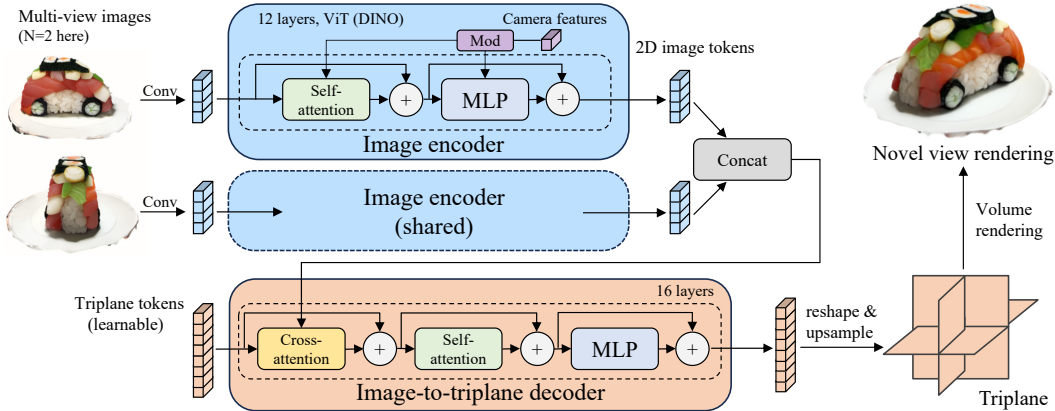 Multi-view images
(N=2 here)
12 layers, ViT (DINO)
Camera features
Mod
2D image tokens
Conv
Self-
attention
+
MLP
+
Image encoder
Concat
Novel view rendering
Conv
Image encoder
(shared)
Volume
rendering
Triplane tokens
(learnable)
16 layers
Cross-
attention
+
Self-
attention
+
MLP
+
reshape &
upsample
Image-to-triplane decoder
Triplane